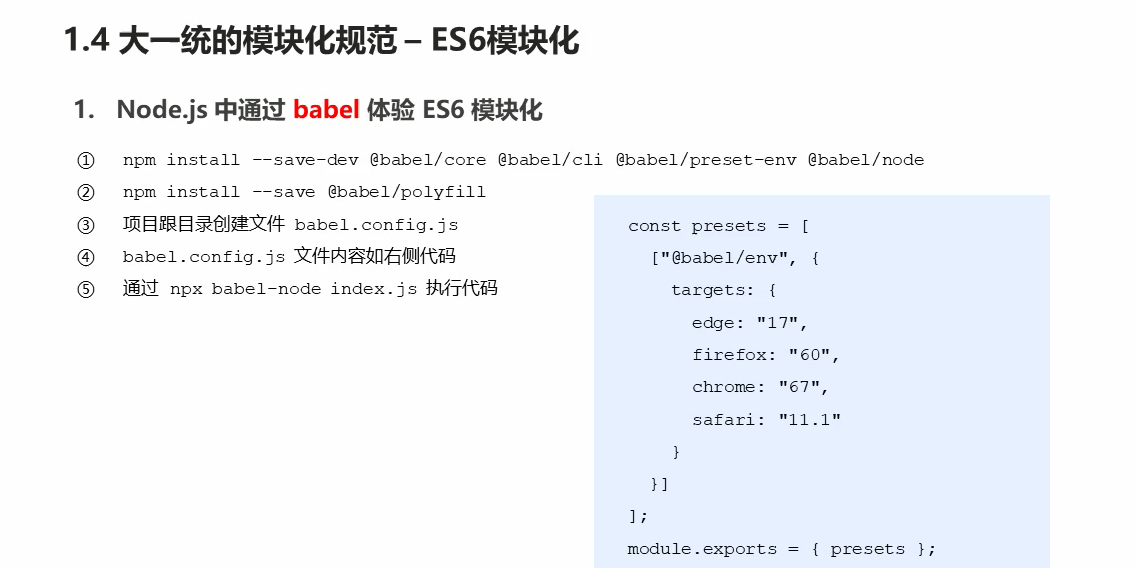 1.4 大一统的模块化规范 – ES6模块化
1. Node.js 中通过 babel 体验 ES6 模块化
① npm install --save-dev @babel/core @babel/cli @babel/preset-env @babel/node
② npm install --save @babel/polyfill
③ 项目跟目录创建文件 babel.config.js
④ babel.config.js 文件内容如右侧代码
⑤ 通过 npx babel-node index.js 执行代码
const presets = [
  ["@babel/env", {
    targets: {
      edge: "17",
      firefox: "60",
      chrome: "67",
      safari: "11.1"
    }
  }]
];
module.exports = { presets };